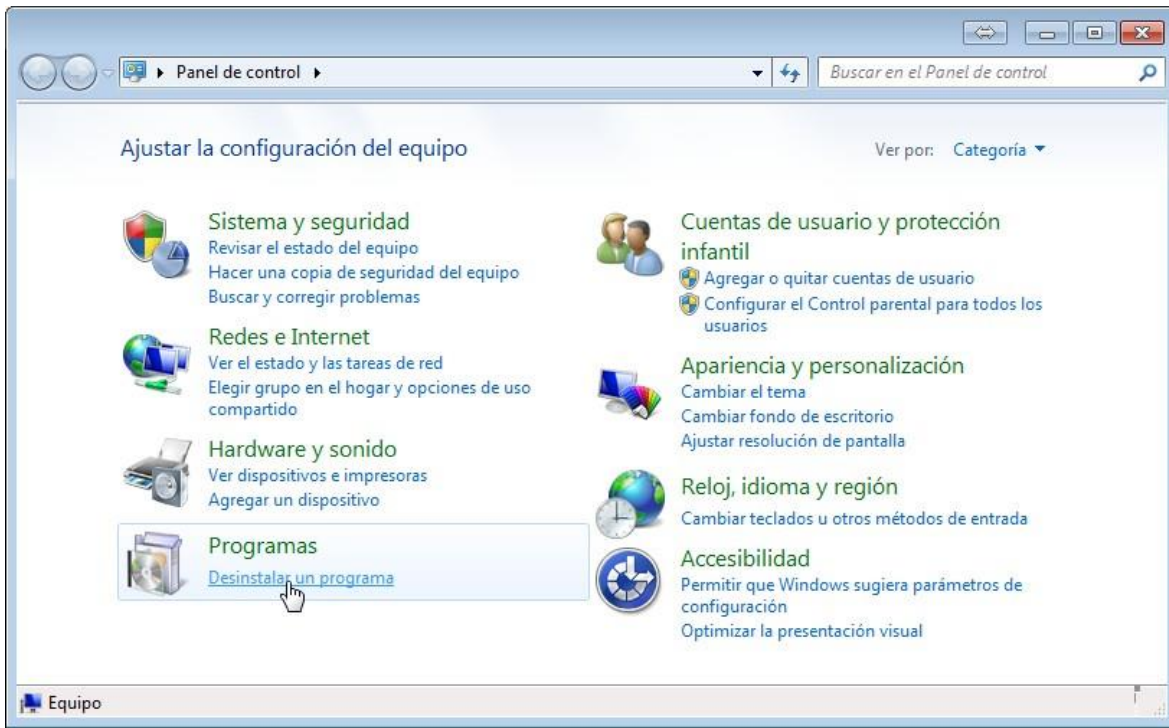 Panel de control
Buscar en el Panel de control
Ajustar la configuración del equipo
Ver por: Categoría
Sistema y seguridad
Revisar el estado del equipo
Hacer una copia de seguridad del equipo
Buscar y corregir problemas
Redes e Internet
Ver el estado y las tareas de red
Elegir grupo en el hogar y opciones de uso
compartido
Hardware y sonido
Ver dispositivos e impresoras
Agregar un dispositivo
Programas
Desinstalar un programa
Cuentas de usuario y protección
infantil
Agregar o quitar cuentas de usuario
Configurar el Control parental para todos los
usuarios
Apariencia y personalización
Cambiar el tema
Cambiar fondo de escritorio
Ajustar resolución de pantalla
Reloj, idioma y región
Cambiar teclados u otros métodos de entrada
Accesibilidad
Permitir que Windows sugiera parámetros de
configuración
Optimizar la presentación visual
Equipo